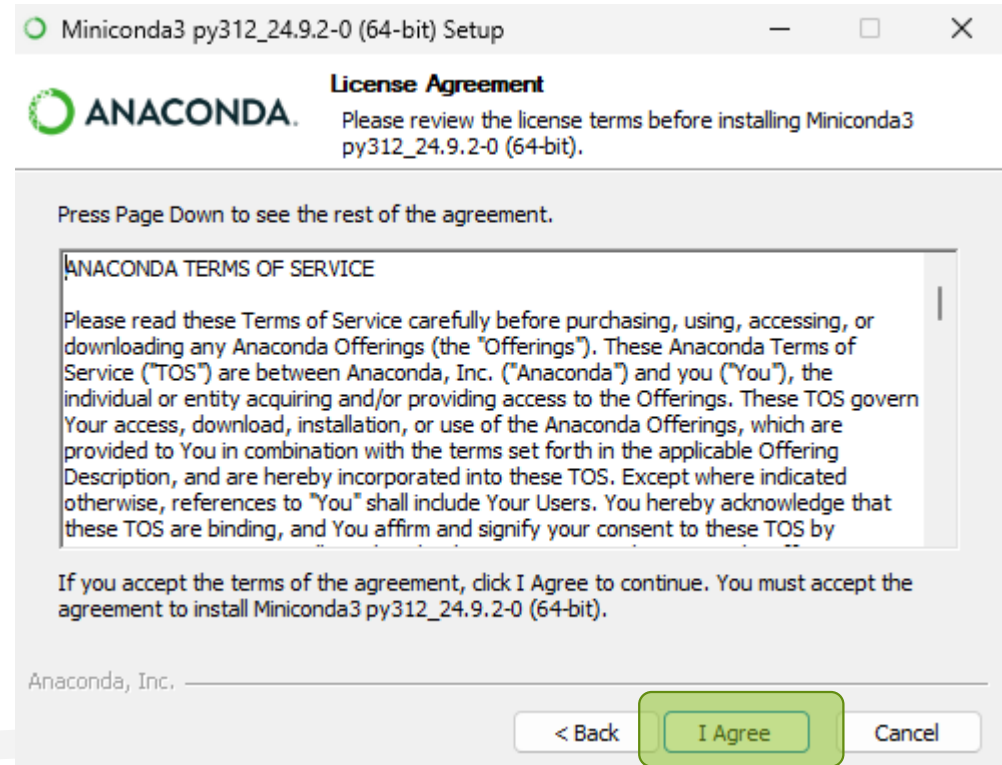 Miniconda3 py312_24.9.2-0 (64-bit) Setup
ANACONDA.
License Agreement
Please review the license terms before installing Miniconda3
py312_24.9.2-0 (64-bit).
Press Page Down to see the rest of the agreement.
ANACONDA TERMS OF SERVICE
Please read these Terms of Service carefully before purchasing, using, accessing, or
downloading any Anaconda Offerings (the "Offerings"). These Anaconda Terms of
Service ("TOS") are between Anaconda, Inc. ("Anaconda") and you ("You"), the
individual or entity acquiring and/or providing access to the Offerings. These TOS govern
Your access, download, installation, or use of the Anaconda Offerings, which are
provided to You in combination with the terms set forth in the applicable Offering
Description, and are hereby incorporated into these TOS. Except where indicated
otherwise, references to "You" shall include Your Users. You hereby acknowledge that
these TOS are binding, and You affirm and signify your consent to these TOS by
If you accept the terms of the agreement, click I Agree to continue. You must accept the
agreement to install Miniconda3 py312_24.9.2-0 (64-bit).
Anaconda, Inc.
< Back
I Agree
Cancel